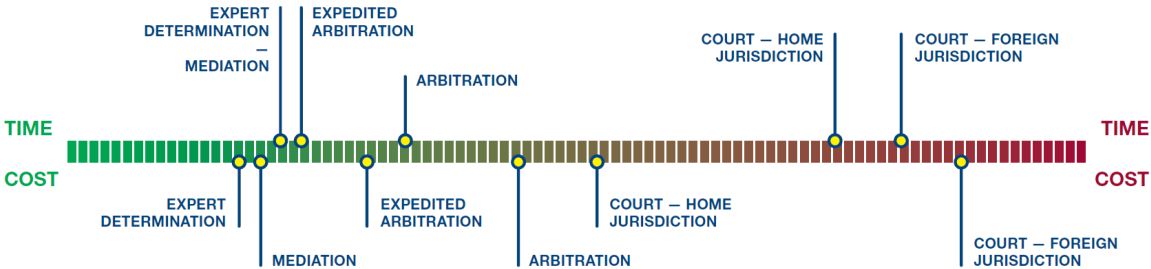 EXPERT
DETERMINATION
—
MEDIATION
EXPEDITED
ARBITRATION
ARBITRATION
COURT — HOME
JURISDICTION
COURT — FOREIGN
JURISDICTION
TIME
TIME
COST
COST
EXPERT
DETERMINATION
MEDIATION
EXPEDITED
ARBITRATION
ARBITRATION
COURT — HOME
JURISDICTION
COURT — FOREIGN
JURISDICTION